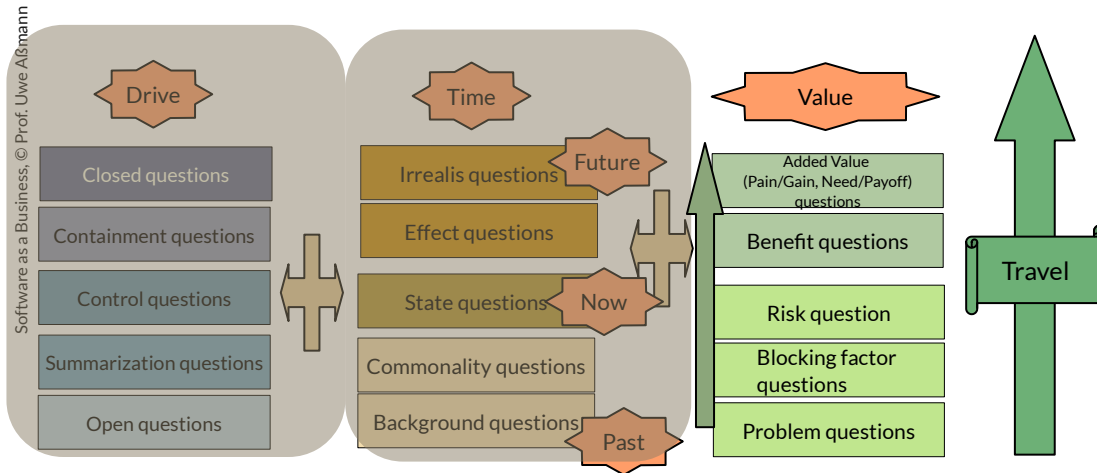 Software as a Business, © Prof. Uwe Aßmann
Drive
Closed questions
Containment questions
Control questions
Summarization questions
Open questions
Time
Future
Irrealis questions
Effect questions
State questions
Now
Commonality questions
Background questions
Past
Value
Added Value
(Pain/Gain, Need/Payoff)
questions
Benefit questions
Risk question
Blocking factor
questions
Problem questions
Travel